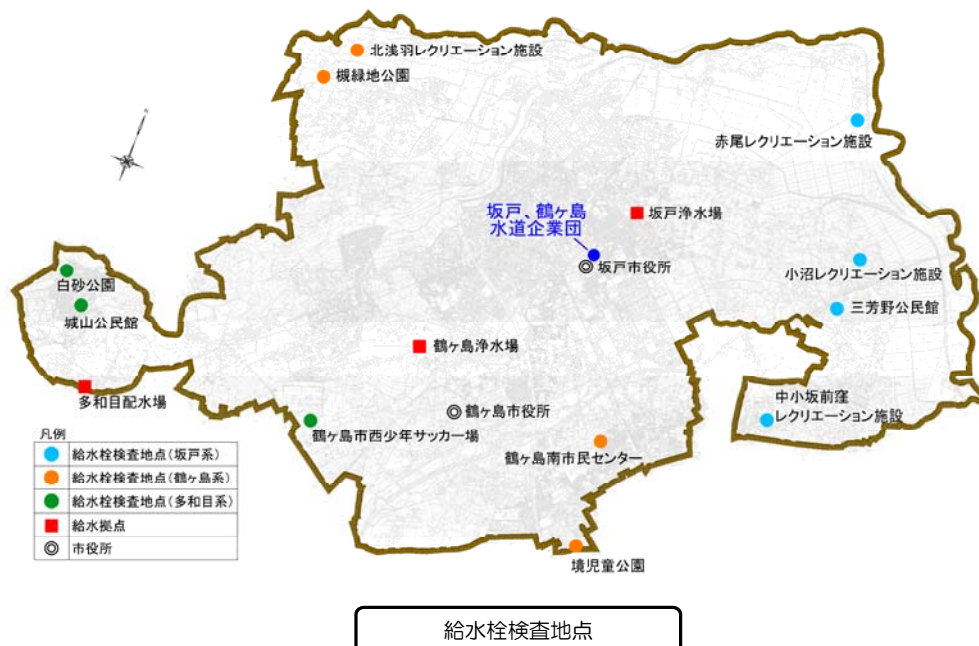 北浅羽レクリエーション施設
槻緑地公園
赤尾レクリエーション施設
坂戸、鶴ヶ島
水道企業団
坂戸浄水場
坂戸市役所
白砂公園
小沼レクリエーション施設
城山公民館
三芳野公民館
鶴ヶ島浄水場
多和目配水場
鶴ヶ島市役所
中小坂前窪
レクリエーション施設
鶴ヶ島市西少年サッカー場
鶴ヶ島南市民センター
凡例
給水栓検査地点(坂戸系)
給水栓検査地点(鶴ヶ島系)
給水栓検査地点(多和目系)
給水拠点
市役所
境児童公園
給水栓検査地点